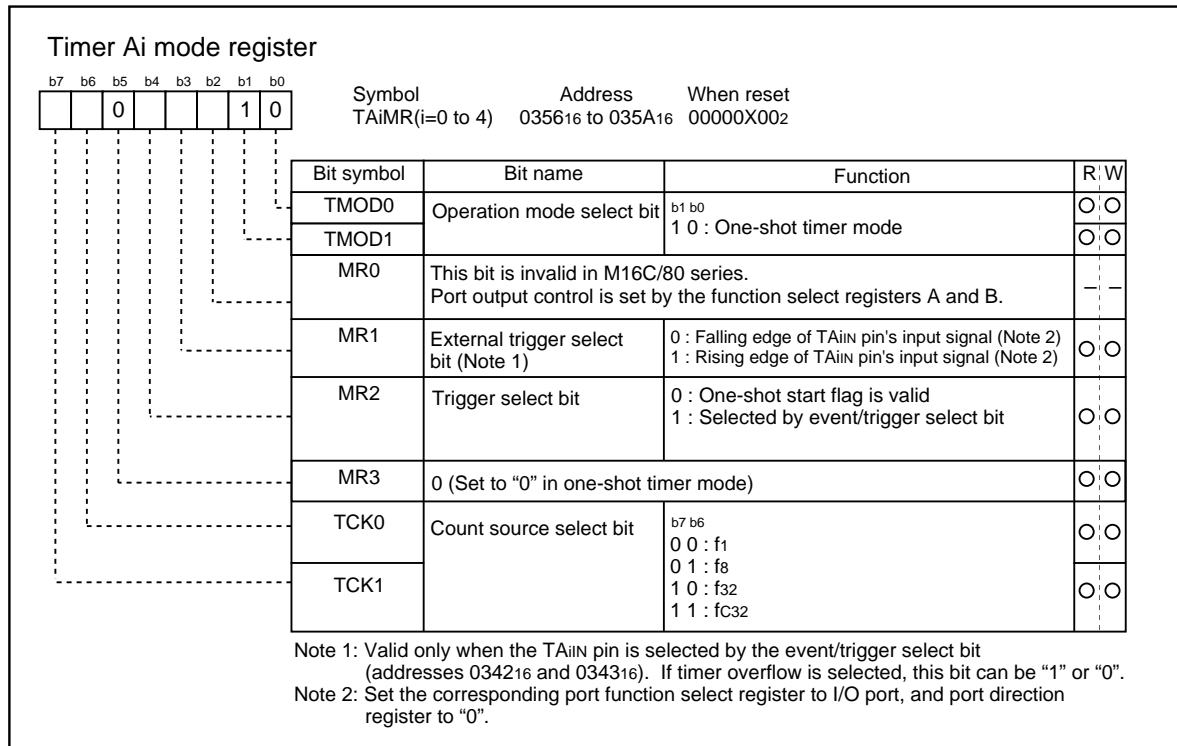 Timer Ai mode register
b7 b6 b5 b4 b3 b2 b1 b0
0 1 0
Symbol Address When reset
TAiMR(i=0 to 4) 035616 to 035A16 00000X002
Bit symbol Bit name Function R W
TMOD0 Operation mode select bit b1 b0
1 0 : One-shot timer mode
TMOD1
MR0 This bit is invalid in M16C/80 series.
Port output control is set by the function select registers A and B.
– –
MR1 External trigger select bit (Note 1)
0 : Falling edge of TAiIN pin's input signal (Note 2)
1 : Rising edge of TAiIN pin's input signal (Note 2)
MR2 Trigger select bit
0 : One-shot start flag is valid
1 : Selected by event/trigger select bit
MR3 0 (Set to “0” in one-shot timer mode)
TCK0 Count source select bit b7 b6
0 0 : f1
0 1 : f8
TCK1 1 0 : f32
1 1 : fC32
Note 1: Valid only when the TAiIN pin is selected by the event/trigger select bit
(addresses 034216 and 034316). If timer overflow is selected, this bit can be “1” or “0”.
Note 2: Set the corresponding port function select register to I/O port, and port direction
register to “0”.